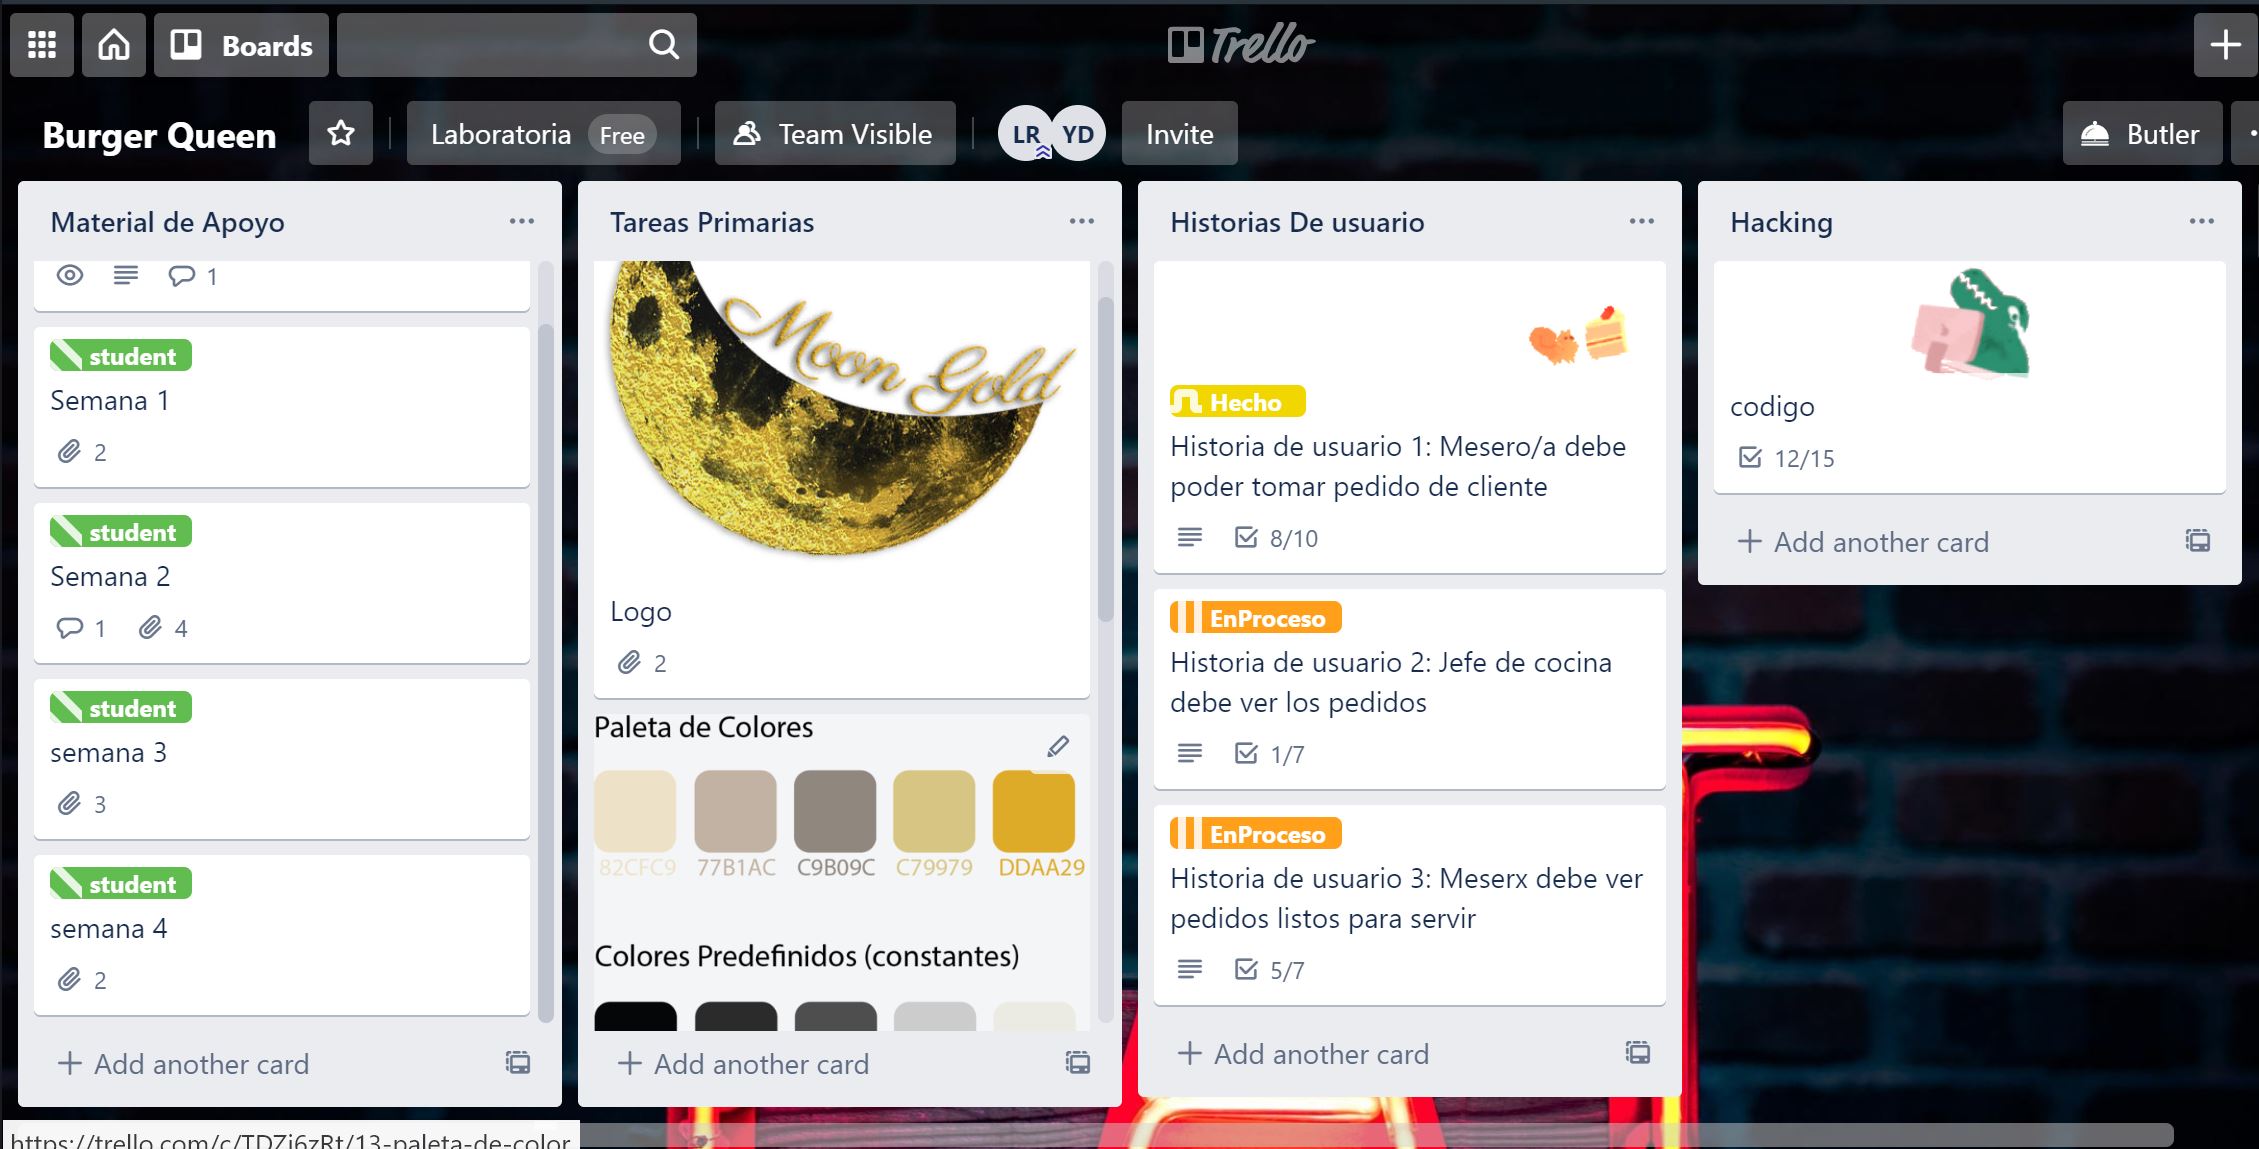 Boards
Trello
Burger Queen
Laboratoria Free
Team Visible
LR YD
Invite
Butler
Material de Apoyo
1
student
Semana 1
2
student
Semana 2
1 4
student
semana 3
3
student
semana 4
2
+ Add another card
Tareas Primarias
Moon Gold
Logo
2
Paleta de Colores
82CFC9 77B1AC C9B09C C79979 DDAA29
Colores Predefinidos (constantes)
+ Add another card
Historias De usuario
Hecho
Historia de usuario 1: Mesero/a debe
poder tomar pedido de cliente
8/10
EnProceso
Historia de usuario 2: Jefe de cocina
debe ver los pedidos
1/7
EnProceso
Historia de usuario 3: Meserx debe ver
pedidos listos para servir
5/7
+ Add another card
Hacking
codigo
12/15
+ Add another card
https://trello.com/c/TDZj6zRt/13-paleta-de-color